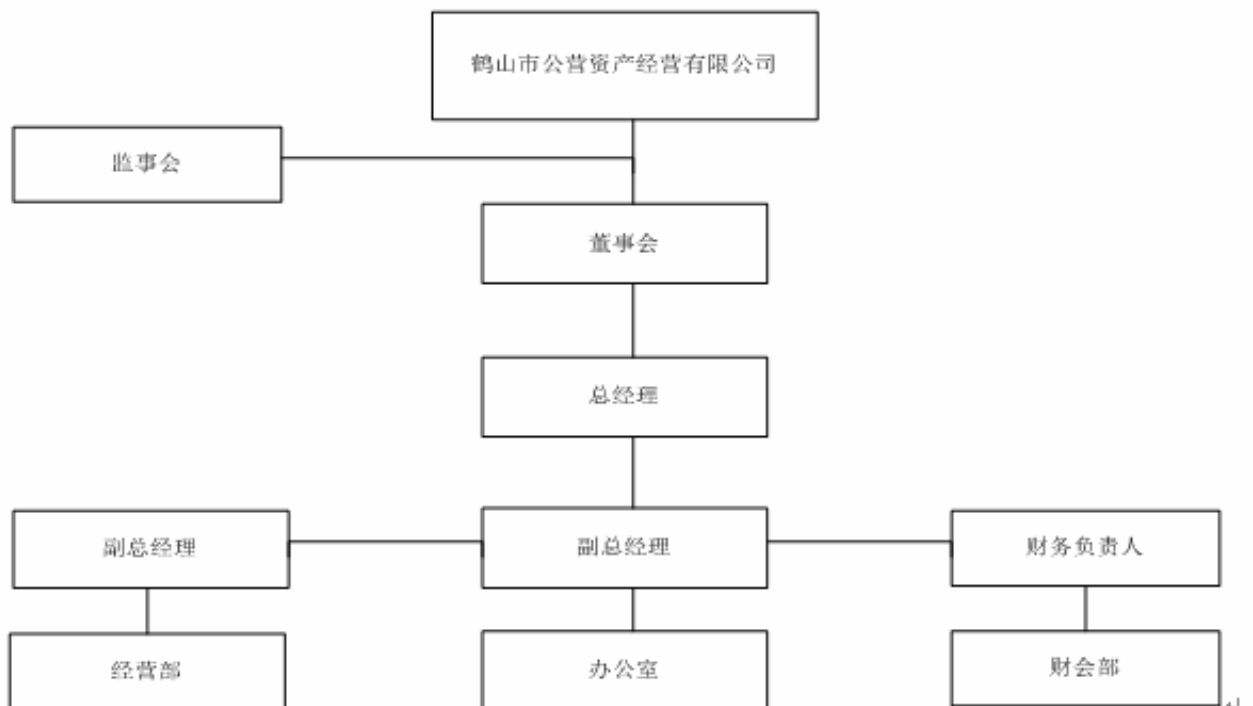 鹤山市公营资产经营有限公司
监事会
董事会
总经理
副总经理
副总经理
财务负责人
经营部
办公室
财会部